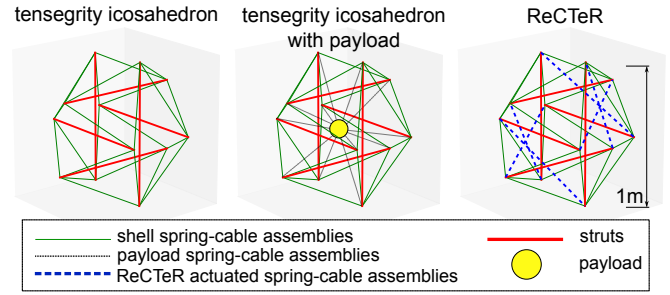 tensegrity icosahedron
tensegrity icosahedron
with payload
ReCTeR
1m
shell spring-cable assemblies
payload spring-cable assemblies
ReCTeR actuated spring-cable assemblies
struts
payload